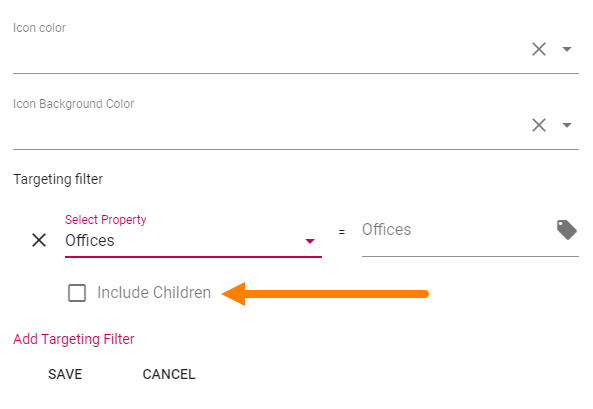 Icon color
Icon Background Color
Targeting filter
Select Property
Offices = Offices
Include Children
Add Targeting Filter
SAVE CANCEL